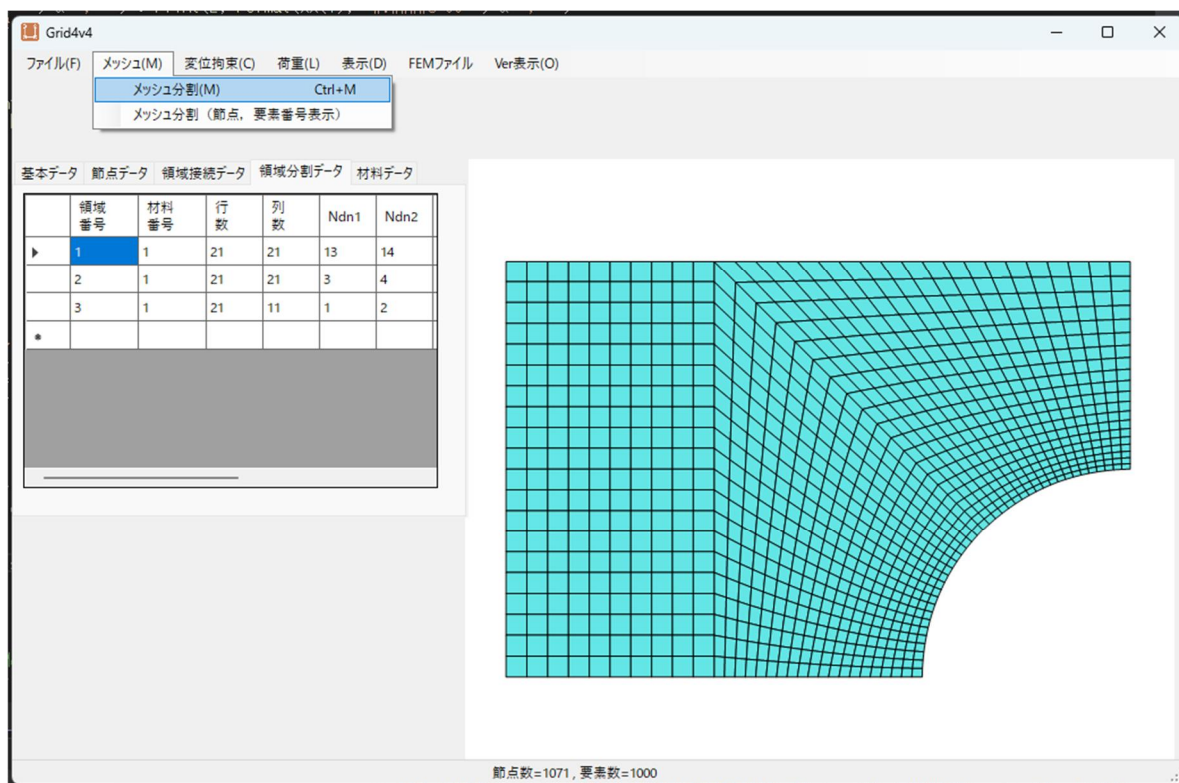 Grid4v4
ファイル(F) メッシュ(M) 変位拘束(C) 荷重(L) 表示(D) FEMファイル Ver表示(O)
メッシュ分割(M) Ctrl+M
メッシュ分割（節点，要素番号表示）
基本データ 節点データ 領域接続データ 領域分割データ 材料データ
領域番号 材料番号 行数 列数 Ndn1 Ndn2
1 1 21 21 13 14
2 1 21 21 3 4
3 1 21 11 1 2
節点数=1071 , 要素数=1000